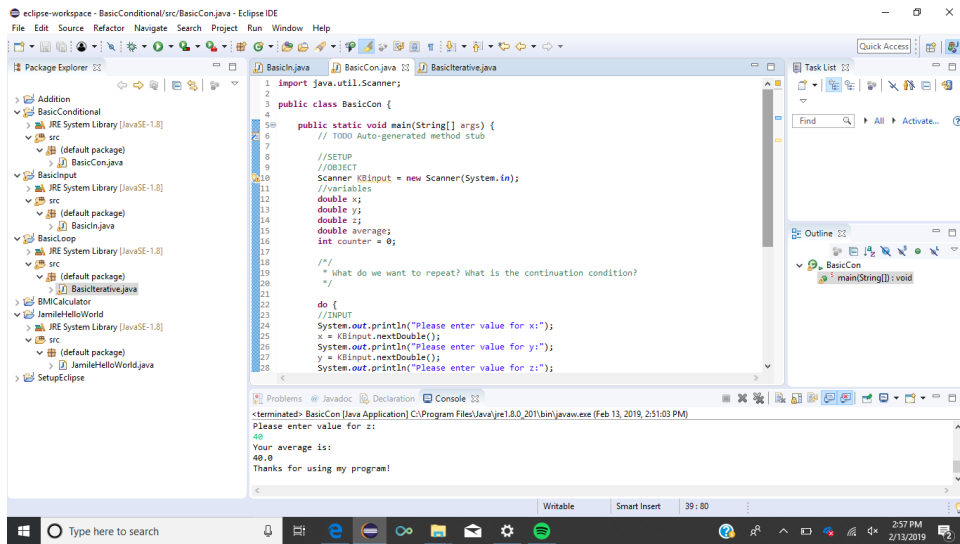 eclipse-workspace - BasicConditional/src/BasicCon.java - Eclipse IDE
File Edit Source Refactor Navigate Search Project Run Window Help
Quick Access
Package Explorer
Addition
BasicConditional
JRE System Library [JavaSE-1.8]
src
(default package)
BasicCon.java
BasicInput
JRE System Library [JavaSE-1.8]
src
(default package)
BasicIn.java
BasicLoop
JRE System Library [JavaSE-1.8]
src
(default package)
BasicIterative.java
BMICalculator
JamileHelloWorld
JRE System Library [JavaSE-1.8]
src
(default package)
JamileHelloWorld.java
SetupEclipse
BasicIn.java BasicCon.java BasicIterative.java
1 import java.util.Scanner;
2
3 public class BasicCon {
4
5 public static void main(String[] args) {
6 // TODO Auto-generated method stub
7
8 //SETUP
9 //OBJECT
10 Scanner KBinput = new Scanner(System.in);
11 //variables
12 double x;
13 double y;
14 double z;
15 double average;
16 int counter = 0;
17
18 /*/
19 * What do we want to repeat? What is the continuation condition?
20 */
21
22 do {
23 //INPUT
24 System.out.println("Please enter value for x:");
25 x = KBinput.nextDouble();
26 System.out.println("Please enter value for y:");
27 y = KBinput.nextDouble();
28 System.out.println("Please enter value for z:");
Task List
Find All Activate...
Outline
BasicCon
main(String[]) : void
Problems @ Javadoc Declaration Console
<terminated> BasicCon [Java Application] C:\Program Files\Java\jre1.8.0_201\bin\javaw.exe (Feb 13, 2019, 2:51:03 PM)
Please enter value for z:
40
Your average is:
40.0
Thanks for using my program!
Writable Smart Insert 39 : 80
Type here to search
2:57 PM
2/13/2019